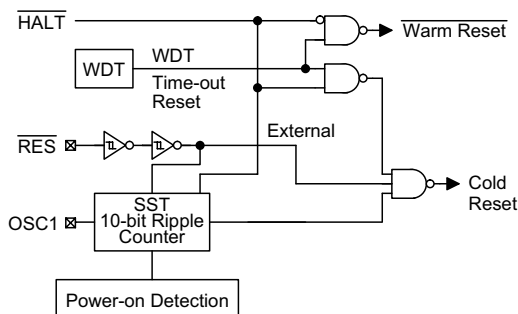 HALT
Warm Reset
WDT
WDT
Time-out
Reset
RES
External
SST
10-bit Ripple
Counter
OSC1
Cold
Reset
Power-on Detection